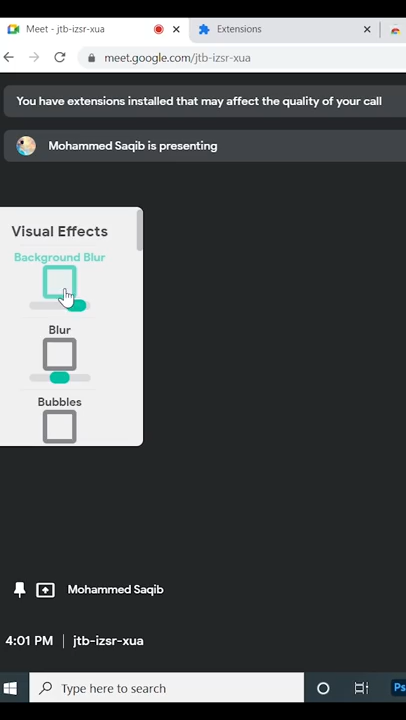 Meet - jtb-izsr-xua
Extensions
meet.google.com/jtb-izsr-xua
You have extensions installed that may affect the quality of your call
Mohammed Saqib is presenting
Visual Effects
Background Blur
Blur
Bubbles
Mohammed Saqib
4:01 PM | jtb-izsr-xua
Type here to search
Ps